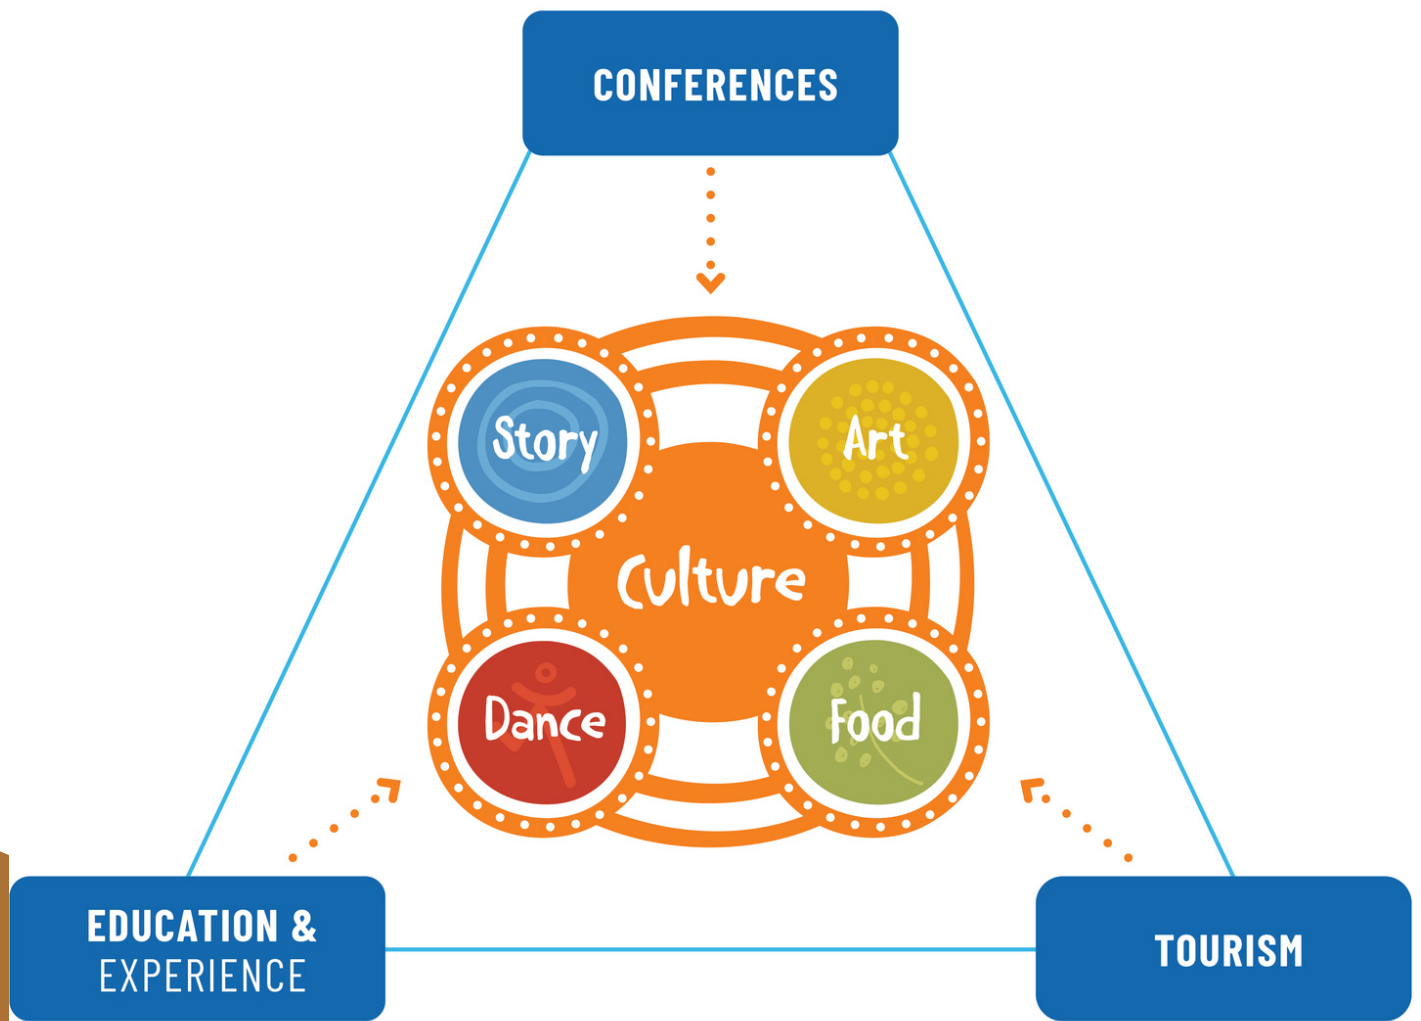 CONFERENCES
Story
Art
Culture
Dance
Food
EDUCATION &
EXPERIENCE
TOURISM